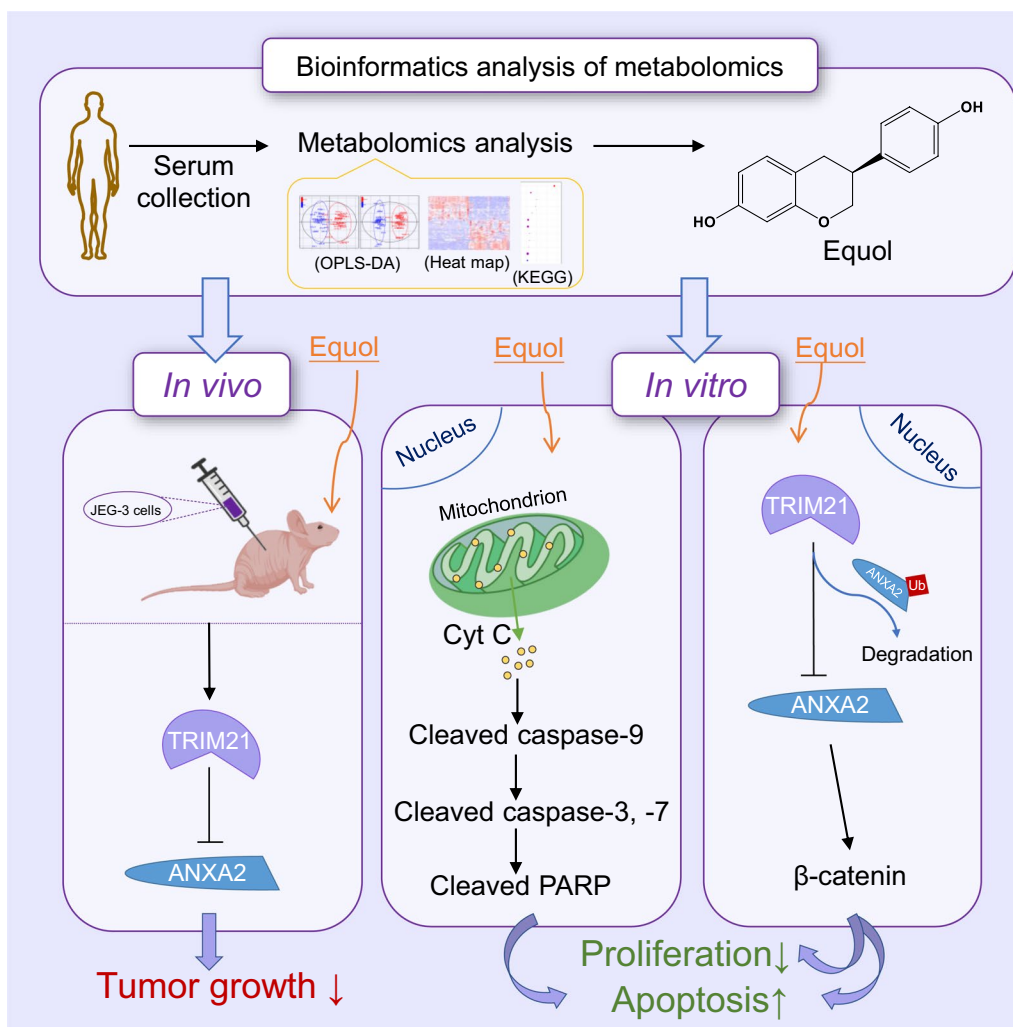 Bioinformatics analysis of metabolomics
Serum
collection
Metabolomics analysis
(OPLS-DA)
(Heat map)
(KEGG)
OH
HO
O
Equol
In vivo
Equol
JEG-3 cells
TRIM21
ANXA2
Tumor growth ↓
In vitro
Equol
Nucleus
Mitochondrion
Cyt C
Cleaved caspase-9
Cleaved caspase-3, -7
Cleaved PARP
Equol
Nucleus
TRIM21
ANXA2
Ub
Degradation
ANXA2
β-catenin
Proliferation↓
Apoptosis↑